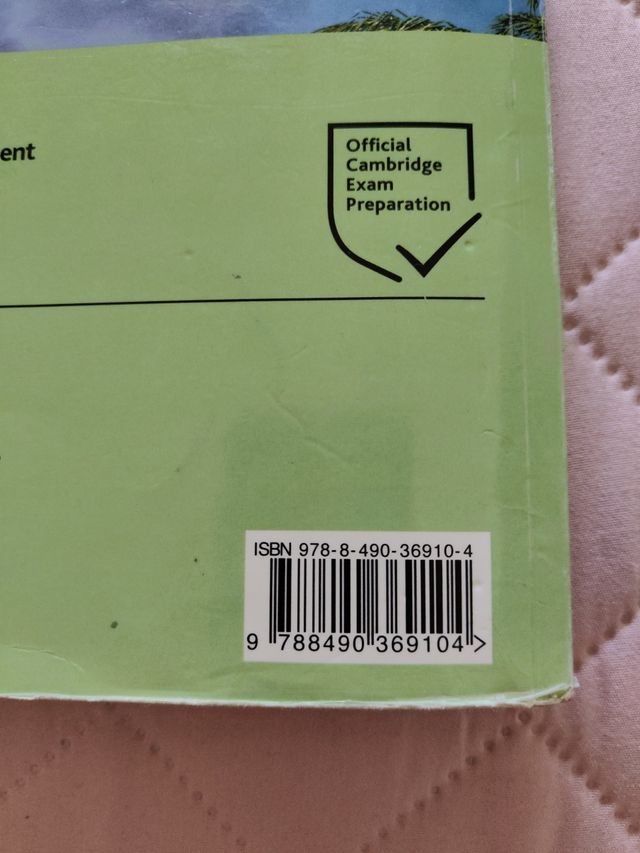 ent
Official
Cambridge
Exam
Preparation
ISBN 978-8-490-36910-4
9 788490 369104 >